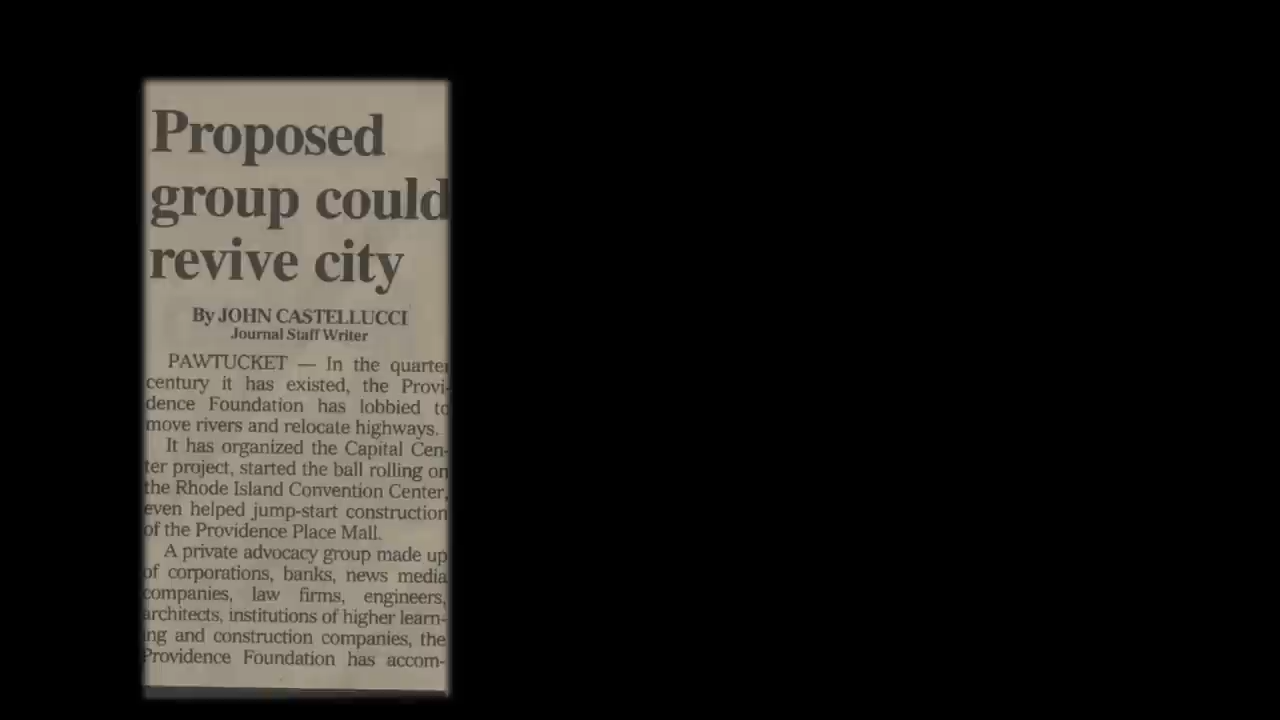 Proposed
group could
revive city
By JOHN CASTELLUCCI
Journal Staff Writer
PAWTUCKET — In the quarter
century it has existed, the Provi-
dence Foundation has lobbied to
move rivers and relocate highways.
It has organized the Capital Cen-
ter project, started the ball rolling on
the Rhode Island Convention Center,
even helped jump-start construction
of the Providence Place Mall.
A private advocacy group made up
of corporations, banks, news media
companies, law firms, engineers,
architects, institutions of higher learn-
ing and construction companies, the
Providence Foundation has accom-